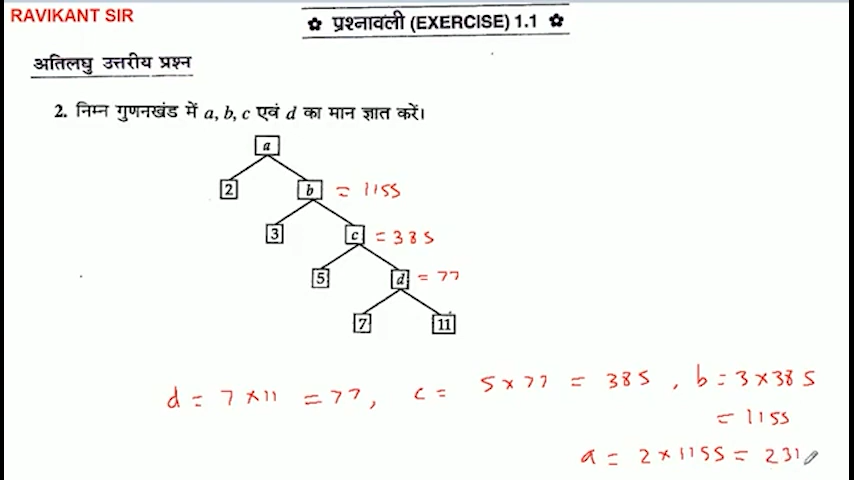 RAVIKANT SIR
✿ प्रश्नावली (EXERCISE) 1.1 ✿
अतिलघु उत्तरीय प्रश्न
2. निम्न गुणनखंड में a, b, c एवं d का मान ज्ञात करें।
a
2 b = 1155
3 c = 385
5 d = 77
7 11
d = 7 × 11 = 77, c = 5 × 77 = 385, b = 3 × 385
= 1155
a = 2 × 1155 = 231